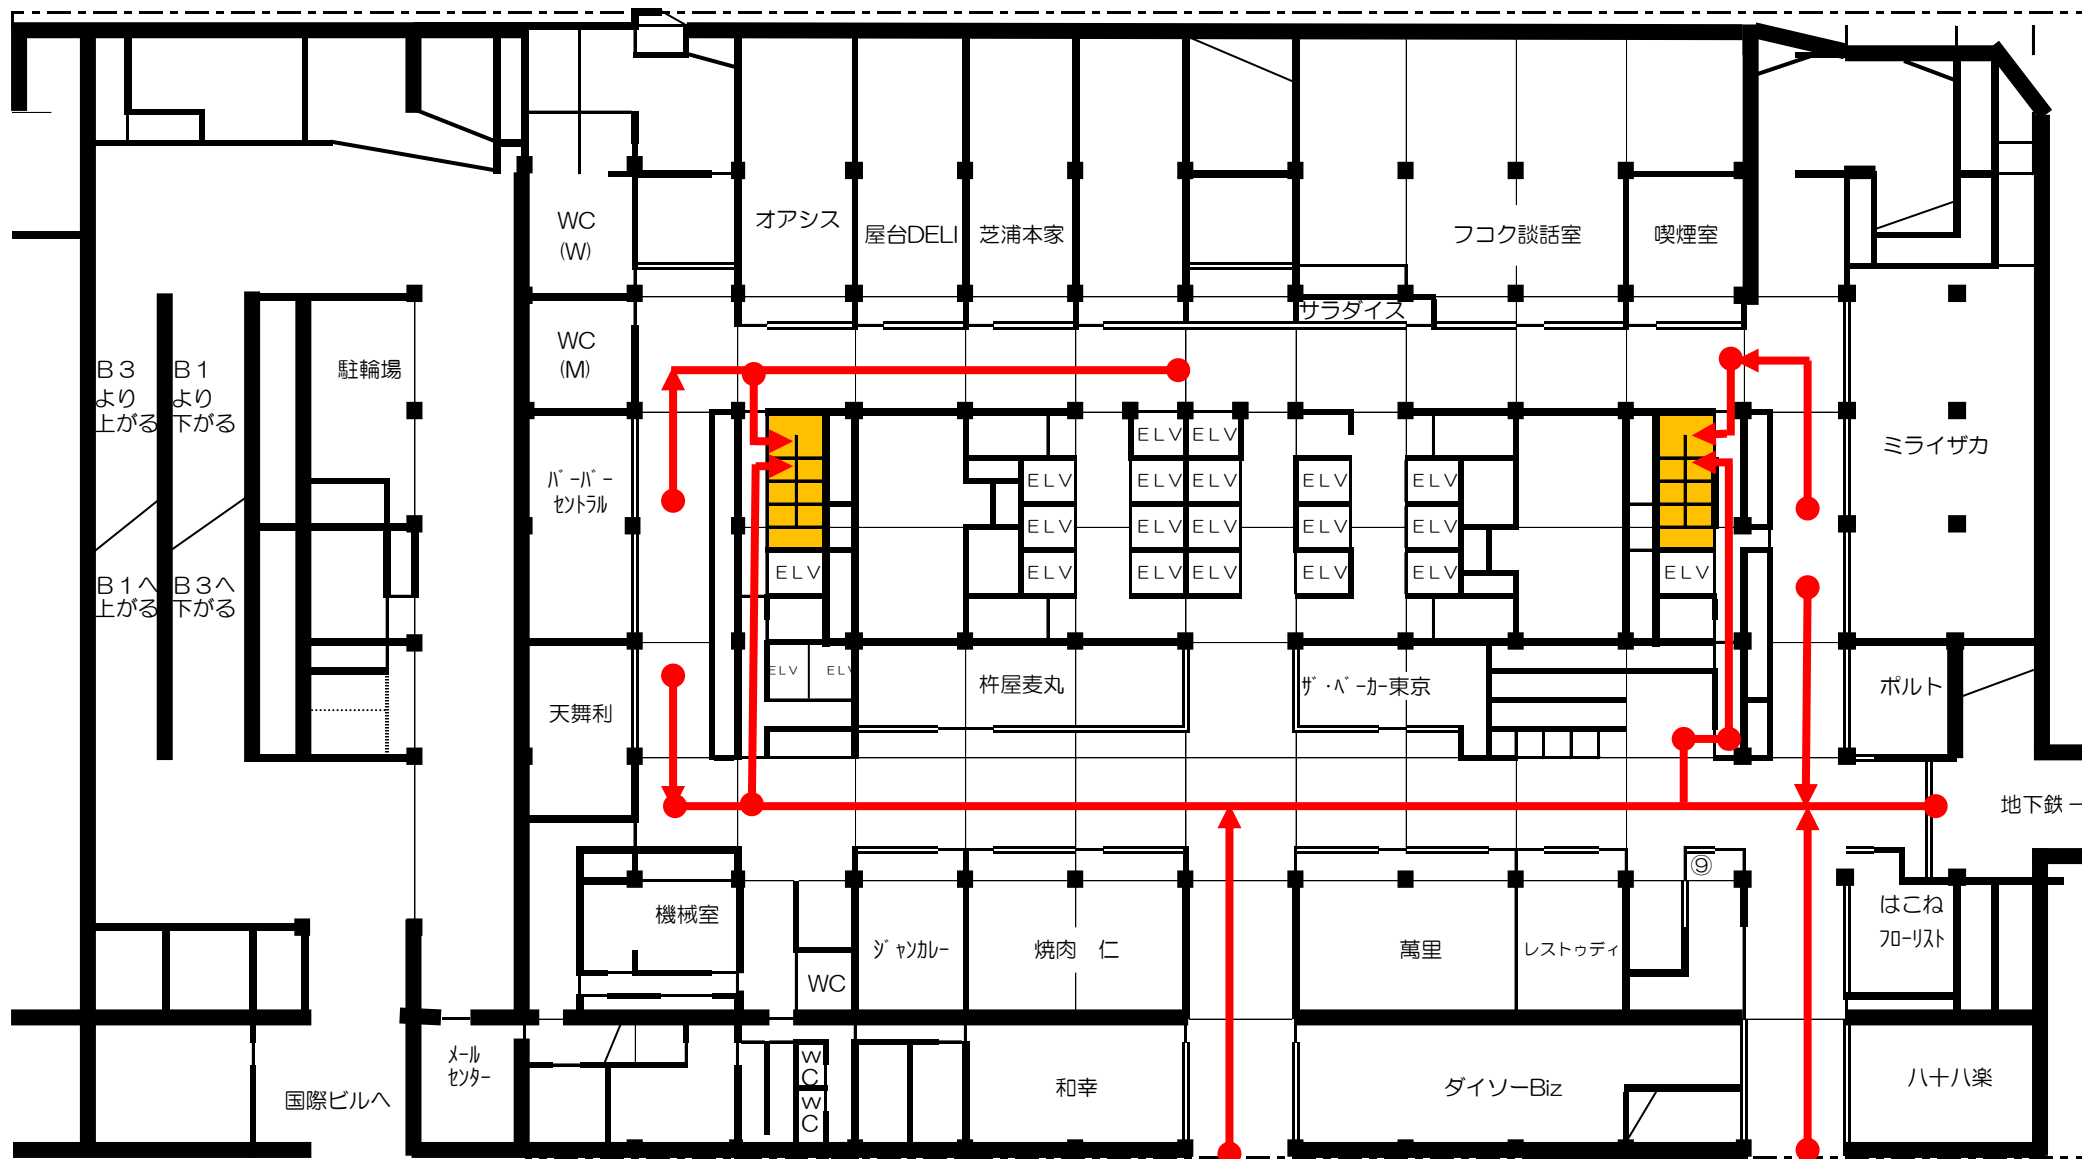 WC
(W)
オアシス
屋台DELI
芝浦本家
フコク談話室
喫煙室
サラダイズ
WC
(M)
B3
より
上がる
B1
より
下がる
駐輪場
バーバー
セントラル
ミライザカ
ELV
ELV
ELV
ELV
ELV
ELV
ELV
ELV
ELV
ELV
ELV
ELV
B1へ
上がる
B3へ
下がる
ELV
ELV
ELV
ELV
ELV
ELV
ELV
ELV
ELV
天舞利
杵屋麦丸
ザ・ベーカー東京
ポルト
地下鉄
⑨
機械室
WC
ジャンカレー
焼肉 仁
萬里
レストゥディ
はこね
フローリスト
メール
センター
国際ビルへ
WC
WC
和幸
ダイソーBiz
八十八楽